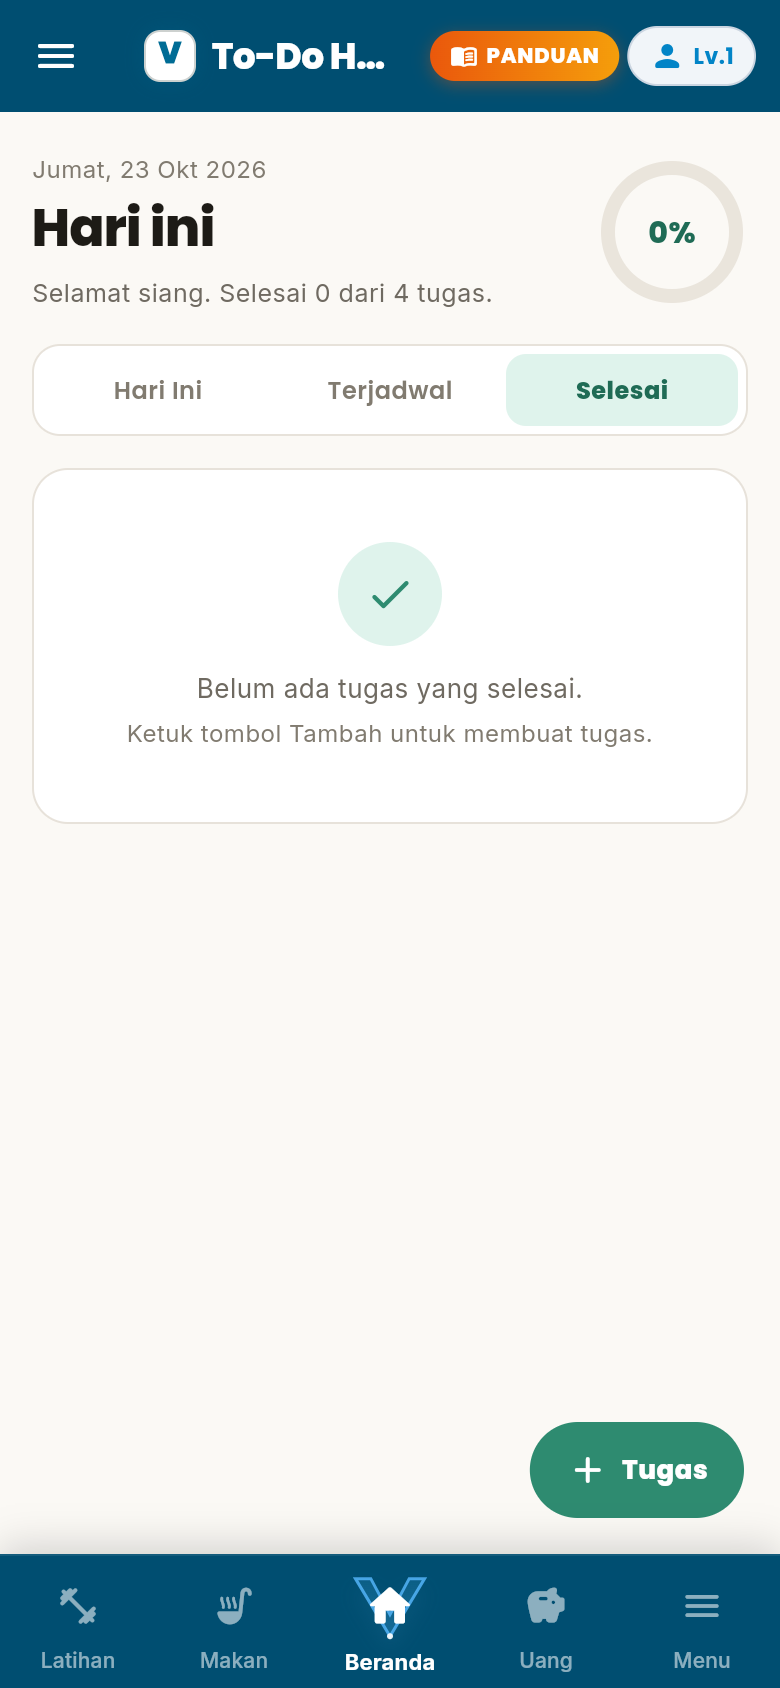 V To-Do H... PANDUAN Lv.1
Jumat, 23 Okt 2026
Hari ini
0%
Selamat siang. Selesai 0 dari 4 tugas.
Hari Ini Terjadwal Selesai
Belum ada tugas yang selesai.
Ketuk tombol Tambah untuk membuat tugas.
Tugas
Latihan Makan Beranda Uang Menu